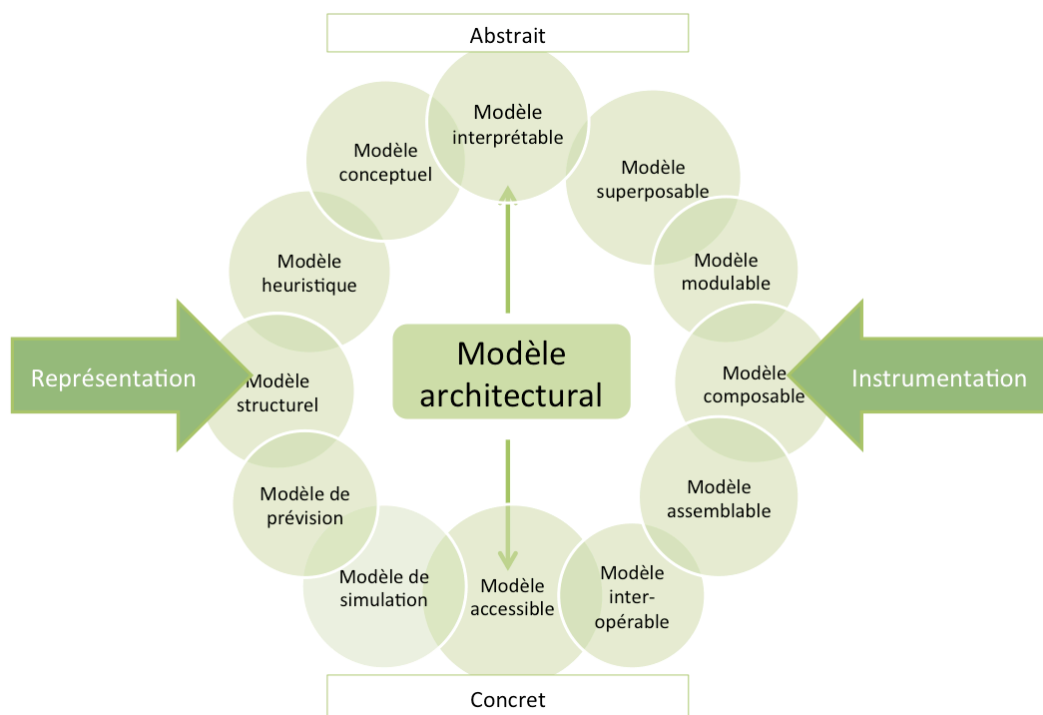 Abstrait
Modèle
interprétable
Modèle
conceptuel
Modèle
superposable
Modèle
heuristique
Modèle
modulable
Représentation
Modèle
structurel
Modèle
architectural
Modèle
composable
Instrumentation
Modèle de
prévision
Modèle
assemblable
Modèle de
simulation
Modèle
accessible
Modèle
inter-
opérable
Concret